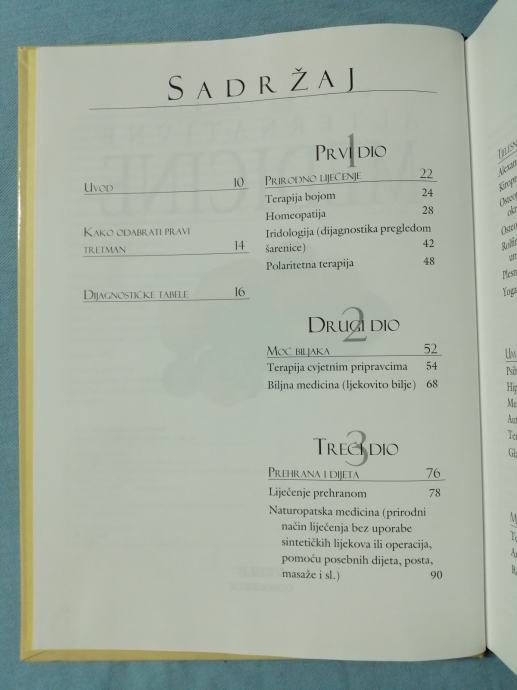 SADRŽAJ
UVOD 10
KAKO ODABRATI PRAVI
TRETMAN 14
DIJAGNOSTIČKE TABELE 16
1
PRVI DIO
PRIRODNO LIJEČENJE 22
Terapija bojom 24
Homeopatija 28
Iridologija (dijagnostika pregledom
šarenice) 42
Polaritetna terapija 48
2
DRUGI DIO
MOĆ BILJAKA 52
Terapija cvjetnim pripravcima 54
Biljna medicina (ljekovito bilje) 68
3
TREĆI DIO
PREHRANA I DIJETA 76
Liječenje prehranom 78
Naturopatska medicina (prirodni
način liječenja bez uporabe
sintetičkih lijekova ili operacija,
pomoću posebnih dijeta, posta,
masaže i sl.) 90